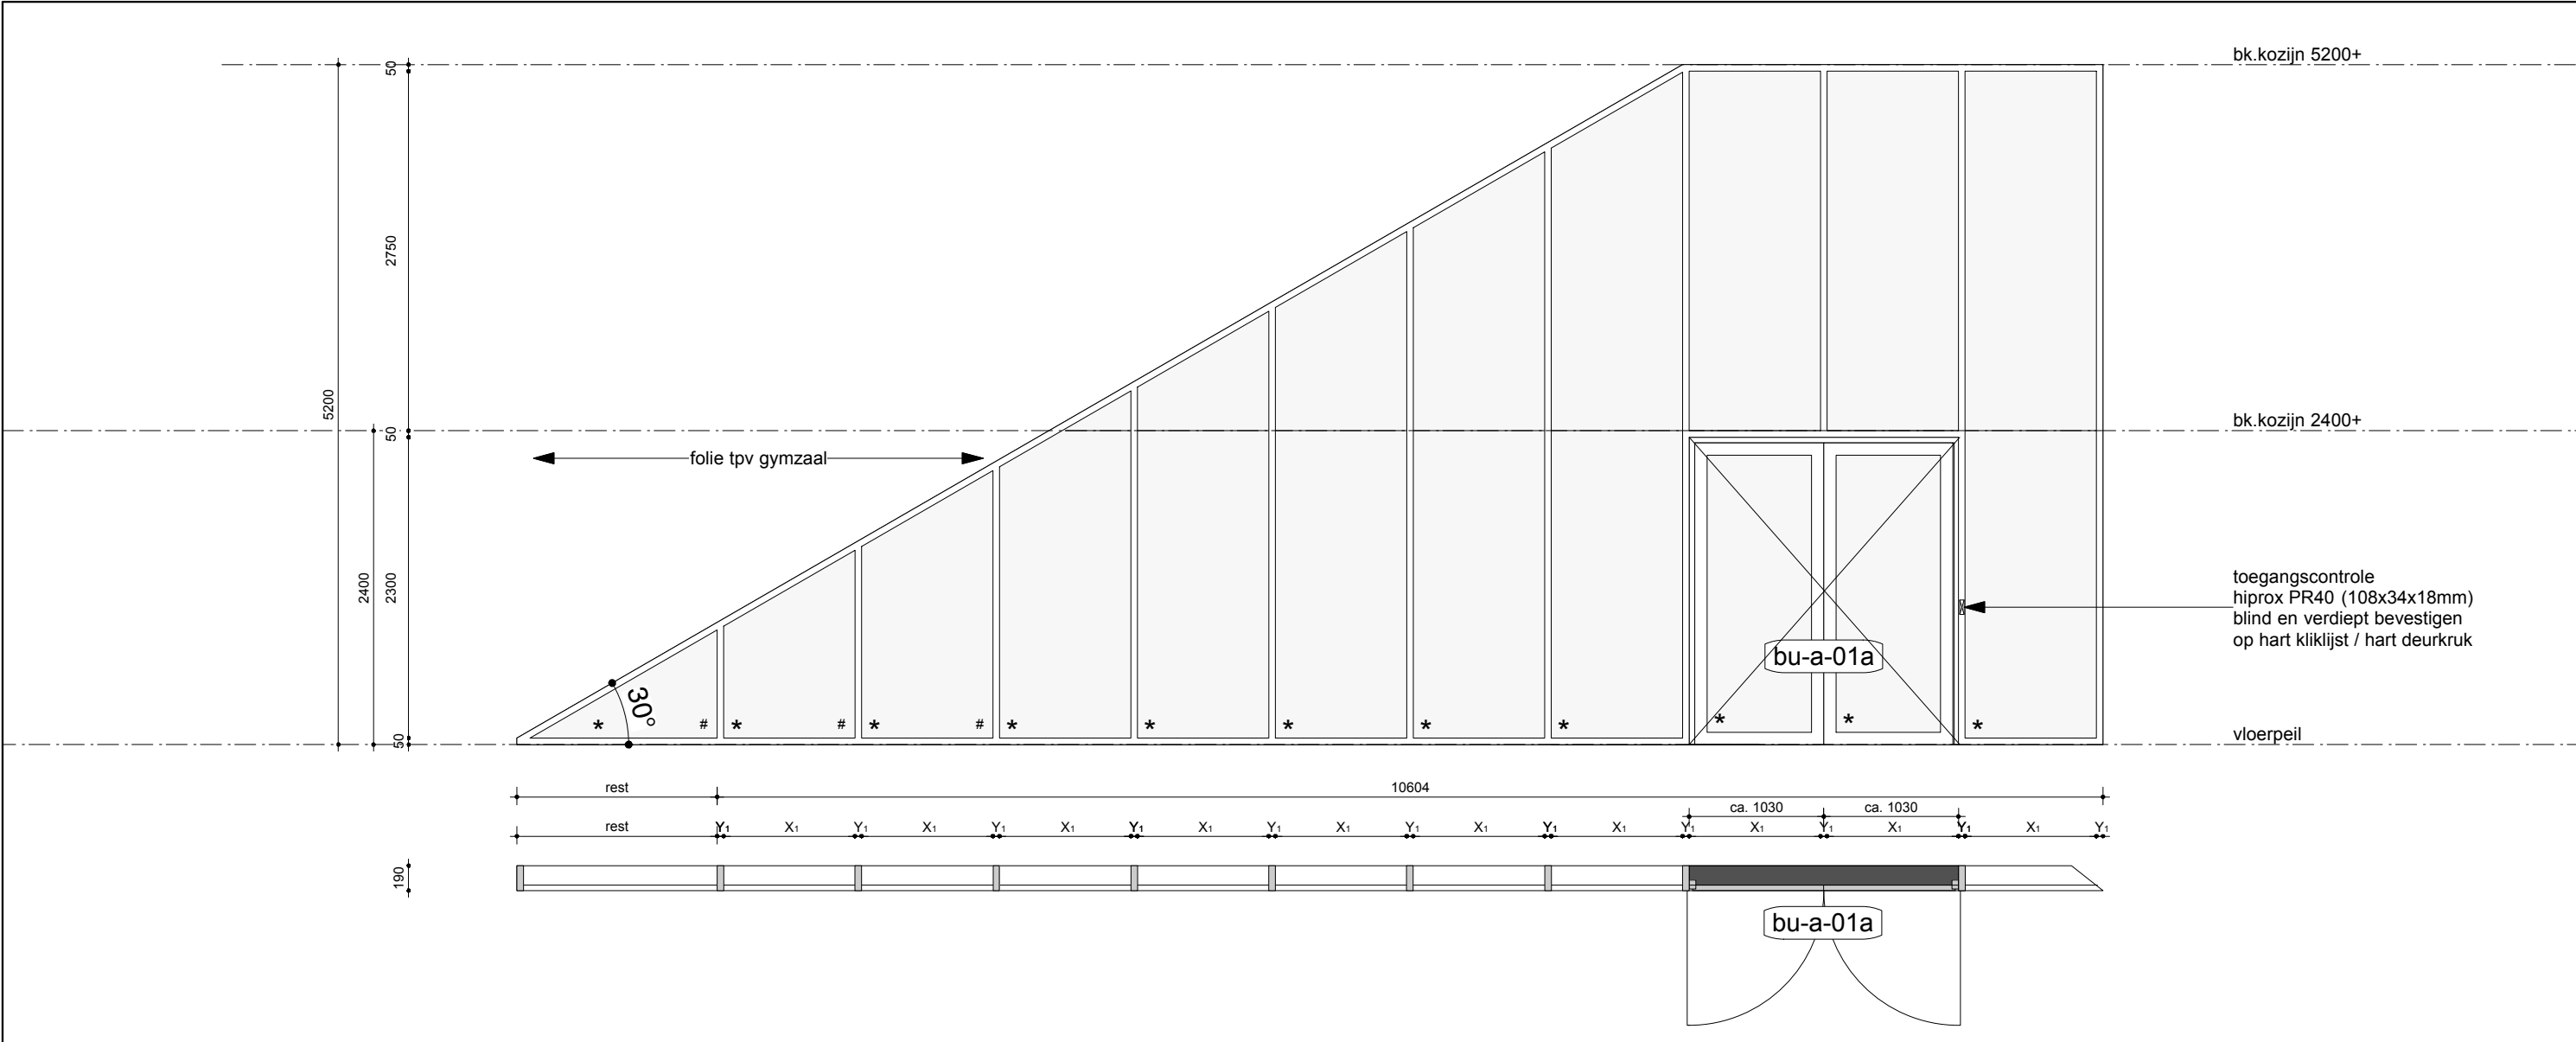 bk.kozijn 5200+
50
2750
5200
bk.kozijn 2400+
50
folie tpv gymzaal
2400
2300
toegangscontrole
hiprox PR40 (108x34x18mm)
blind en verdiept bevestigen
op hart kliklijst / hart deurkruk
bu-a-01a
30°
* # * # * # * * * * * * * *
50
vloerpeil
rest 10604
ca. 1030 ca. 1030
rest Y1 X1 Y1 X1 Y1 X1 Y1 X1 Y1 X1 Y1 X1 Y1 X1 Y1 X1 Y1 X1 Y1 X1 Y1
190
bu-a-01a